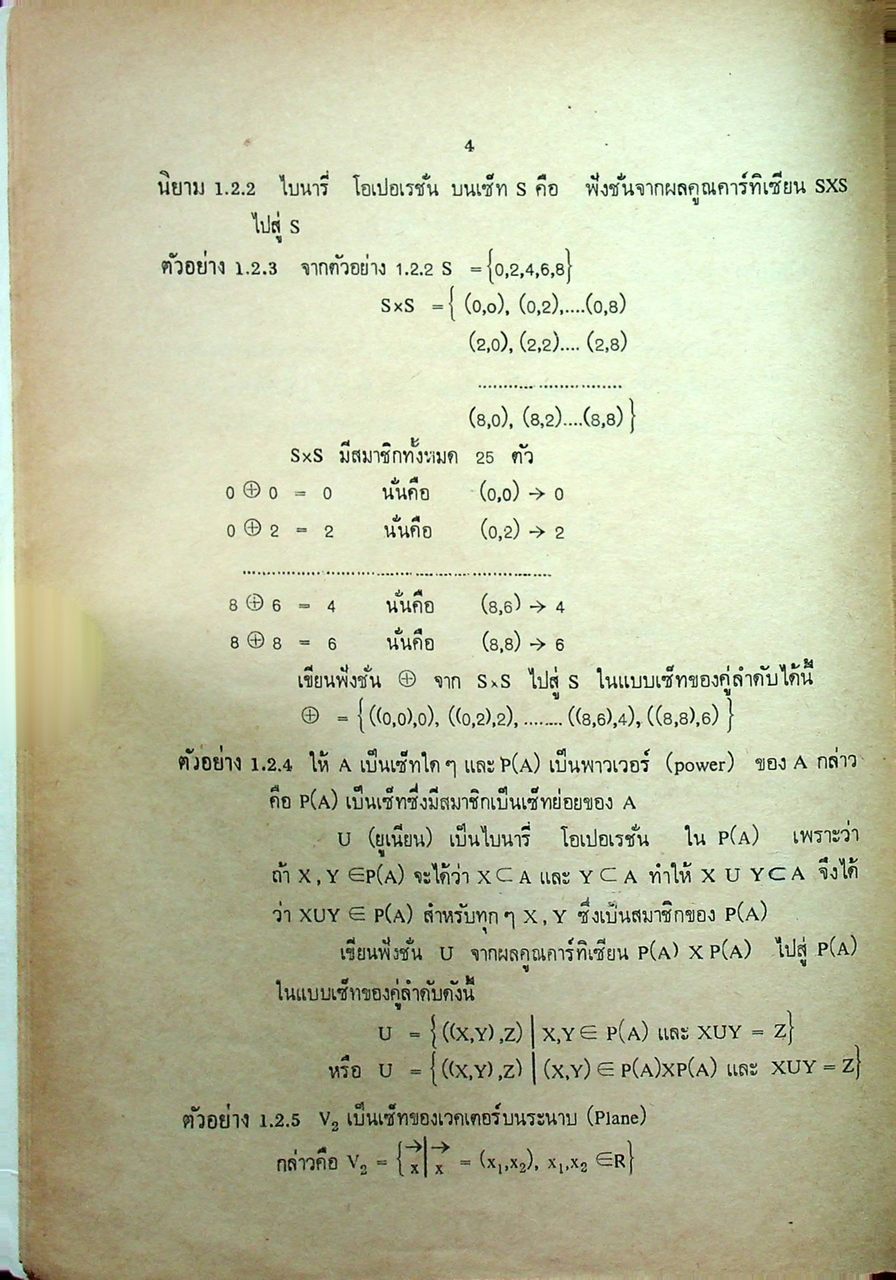 4
นิยาม 1.2.2 ไบนารี่ โอเปอเรชั่น บนเซ็ท S คือ ฟังชั่นจากผลคูณคาร์ทิเซียน SXS
ไปสู่ S
ตัวอย่าง 1.2.3 จากตัวอย่าง 1.2.2 S = {0,2,4,6,8}
S×S = { (0,0), (0,2),....(0,8)
(2,0), (2,2).... (2,8)
..............................
(8,0), (8,2)....(8,8) }
S×S มีสมาชิกทั้งหมด 25 ตัว
0 ⊕ 0 = 0 นั่นคือ (0,0) → 0
0 ⊕ 2 = 2 นั่นคือ (0,2) → 2
............................................................
8 ⊕ 6 = 4 นั่นคือ (8,6) → 4
8 ⊕ 8 = 6 นั่นคือ (8,8) → 6
เขียนฟังชั่น ⊕ จาก S×S ไปสู่ S ในแบบเซ็ทของคู่ลำดับได้นี้
⊕ = { ((0,0),0), ((0,2),2), ........ ((8,6),4), ((8,8),6) }
ตัวอย่าง 1.2.4 ให้ A เป็นเซ็ทใด ๆ และ P(A) เป็นพาวเวอร์ (power) ของ A กล่าว
คือ P(A) เป็นเซ็ทซึ่งมีสมาชิกเป็นเซ็ทย่อยของ A
U (ยูเนียน) เป็นไบนารี่ โอเปอเรชั่น ใน P(A) เพราะว่า
ถ้า X , Y ∈P(A) จะได้ว่า X⊂A และ Y⊂A ทำให้ X U Y⊂A จึงได้
ว่า XUY ∈ P(A) สำหรับทุก ๆ X , Y ซึ่งเป็นสมาชิกของ P(A)
เขียนฟังชั่น U จากผลคูณคาร์ทิเซียน P(A) X P(A) ไปสู่ P(A)
ในแบบเซ็ทของคู่ลำดับดังนี้
U = {((X,Y) ,Z) | X,Y∈ P(A) และ XUY = Z}
หรือ U = {((X,Y) ,Z) | (X,Y) ∈ P(A)XP(A) และ XUY = Z}
ตัวอย่าง 1.2.5 V₂ เป็นเซ็ทของเวคเตอร์บนระนาบ (Plane)
กล่าวคือ V₂ = {x⃗ | x⃗ = (x₁,x₂), x₁,x₂ ∈R}